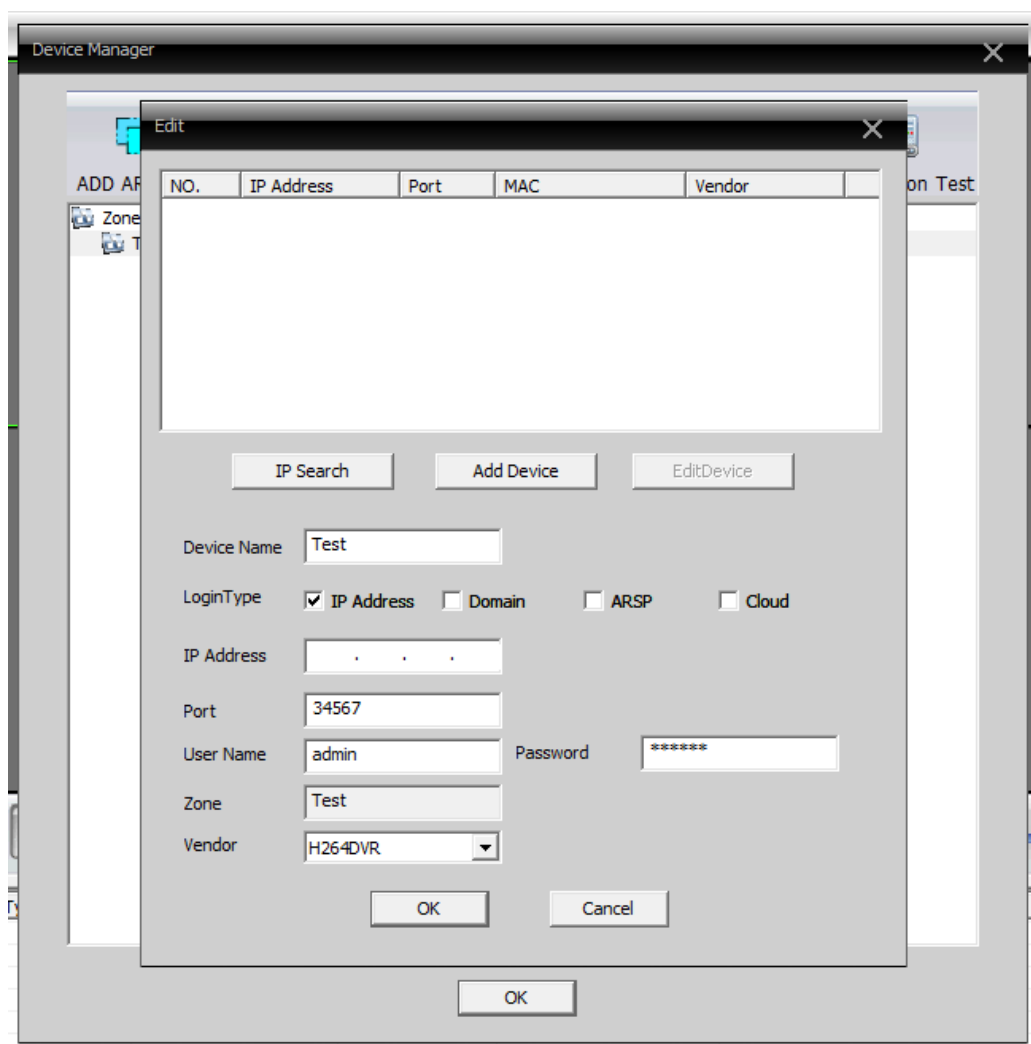 Device Manager
Edit
ADD AR
on Test
NO. IP Address Port MAC Vendor
Zone
T
IP Search Add Device EditDevice
Device Name Test
LoginType IP Address Domain ARSP Cloud
IP Address . . .
Port 34567
User Name admin Password ******
Zone Test
Vendor H264DVR
OK Cancel
Ty
OK